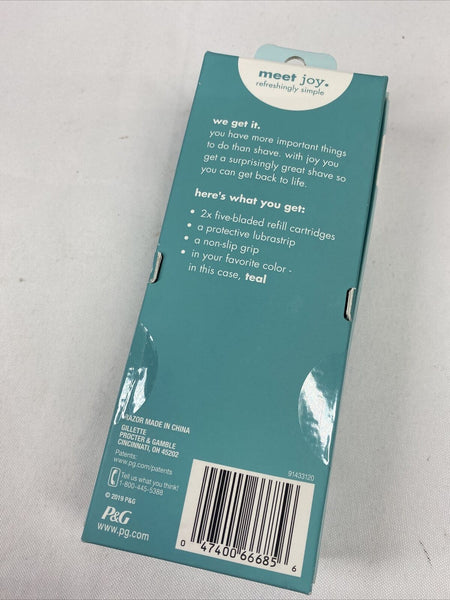 meet joy.
refreshingly simple
we get it.
you have more important things
to do than shave. with joy you
get a surprisingly great shave so
you can get back to life.
here's what you get:
• 2x five-bladed refill cartridges
• a protective lubrastrip
• a non-slip grip
• in your favorite color -
in this case, teal
RAZOR MADE IN CHINA
GILLETTE
PROCTER & GAMBLE
CINCINNATI, OH 45202
Patents:
www.pg.com/patents
Tell us what you think!
1-800-445-5388
© 2019 P&G
P&G
www.pg.com
91433120
0 47400 66685 6